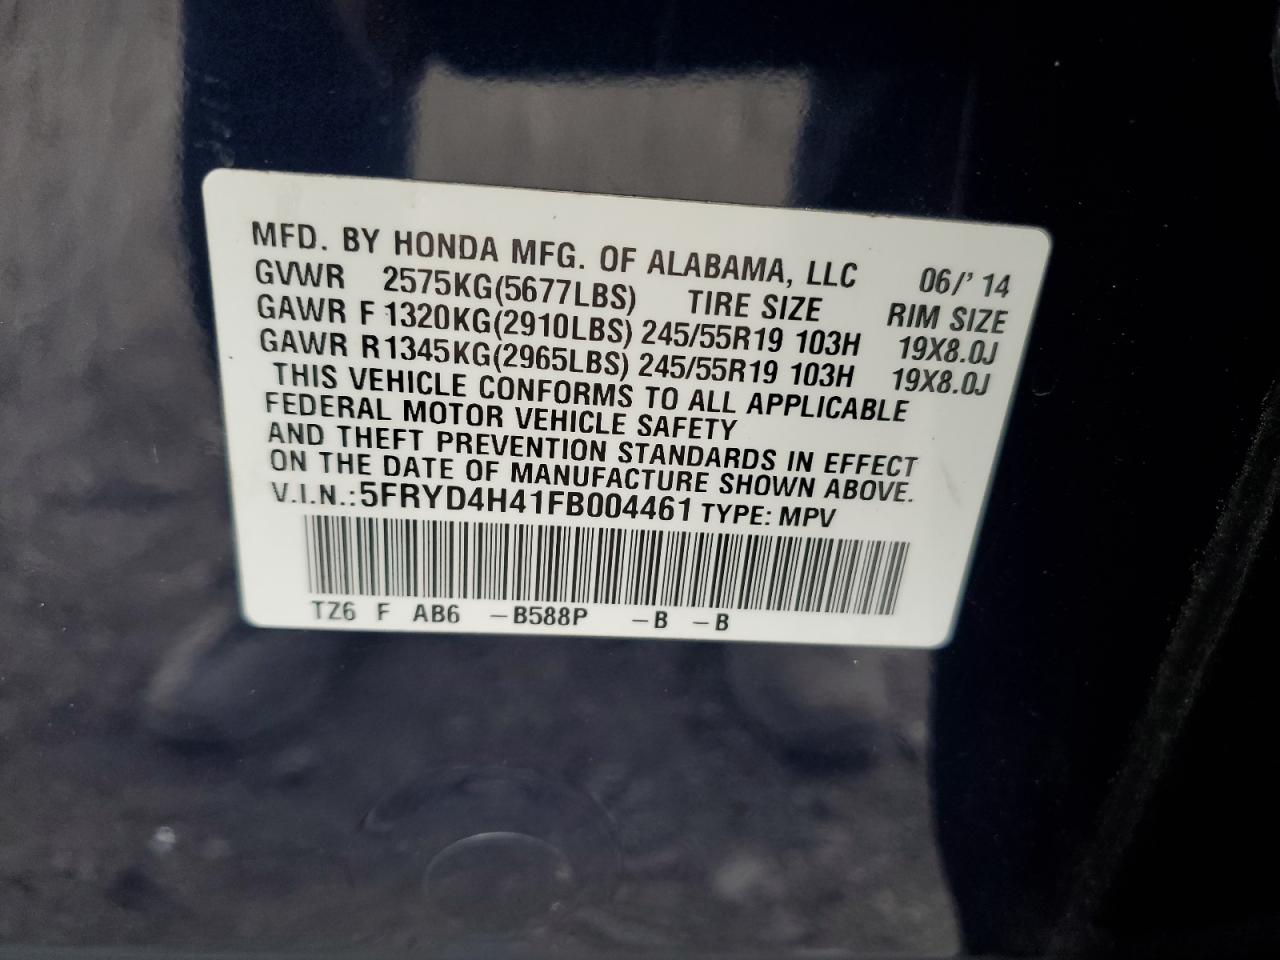 MFD. BY HONDA MFG. OF ALABAMA, LLC 06/'14
GVWR 2575KG(5677LBS) TIRE SIZE RIM SIZE
GAWR F 1320KG(2910LBS) 245/55R19 103H 19X8.0J
GAWR R1345KG(2965LBS) 245/55R19 103H 19X8.0J
THIS VEHICLE CONFORMS TO ALL APPLICABLE
FEDERAL MOTOR VEHICLE SAFETY
AND THEFT PREVENTION STANDARDS IN EFFECT
ON THE DATE OF MANUFACTURE SHOWN ABOVE.
V.I.N.:5FRYD4H41FB004461 TYPE: MPV
TZ6 F AB6 -B588P -B -B